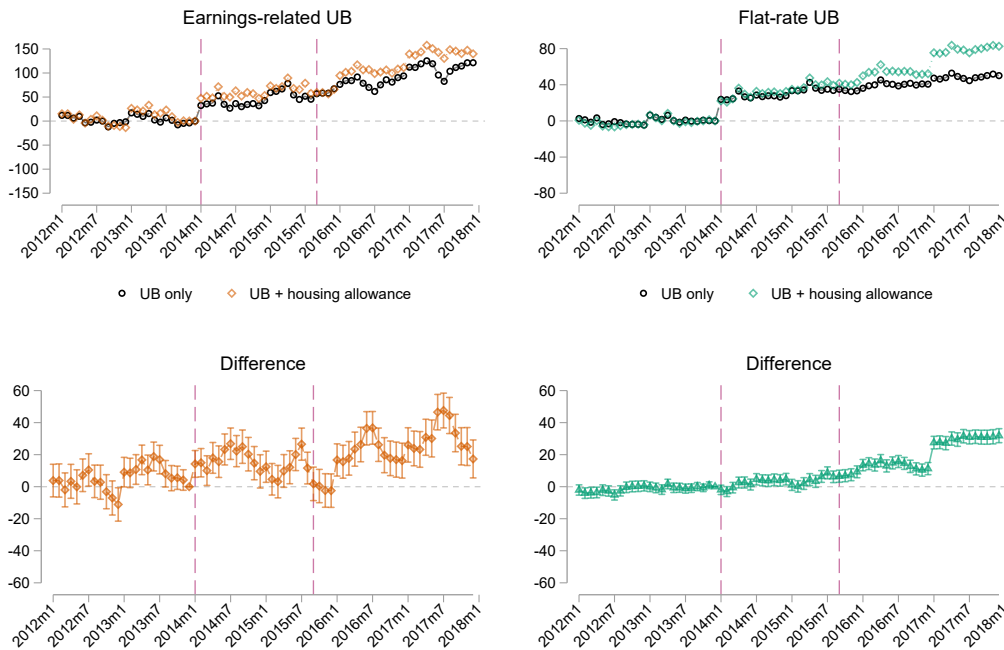 Earnings-related UB
150
100
50
0
-50
-100
-150
2012m1
2012m7
2013m1
2013m7
2014m1
2014m7
2015m1
2015m7
2016m1
2016m7
2017m1
2017m7
2018m1
UB only
UB + housing allowance
Flat-rate UB
80
40
0
-40
-80
2012m1
2012m7
2013m1
2013m7
2014m1
2014m7
2015m1
2015m7
2016m1
2016m7
2017m1
2017m7
2018m1
UB only
UB + housing allowance
Difference
60
40
20
0
-20
-40
-60
2012m1
2012m7
2013m1
2013m7
2014m1
2014m7
2015m1
2015m7
2016m1
2016m7
2017m1
2017m7
2018m1
Difference
60
40
20
0
-20
-40
-60
2012m1
2012m7
2013m1
2013m7
2014m1
2014m7
2015m1
2015m7
2016m1
2016m7
2017m1
2017m7
2018m1